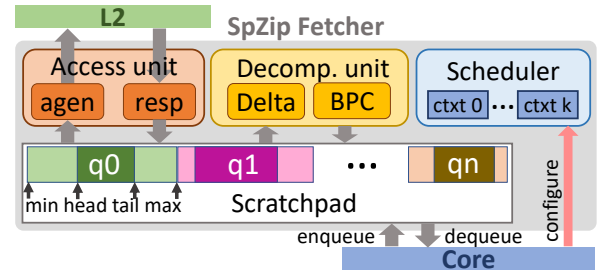 L2
SpZip Fetcher
Access unit
agen resp
Decomp. unit
Delta BPC
Scheduler
ctxt 0 ... ctxt k
q0 q1 ... qn
min head tail max
Scratchpad
enqueue dequeue
configure
Core